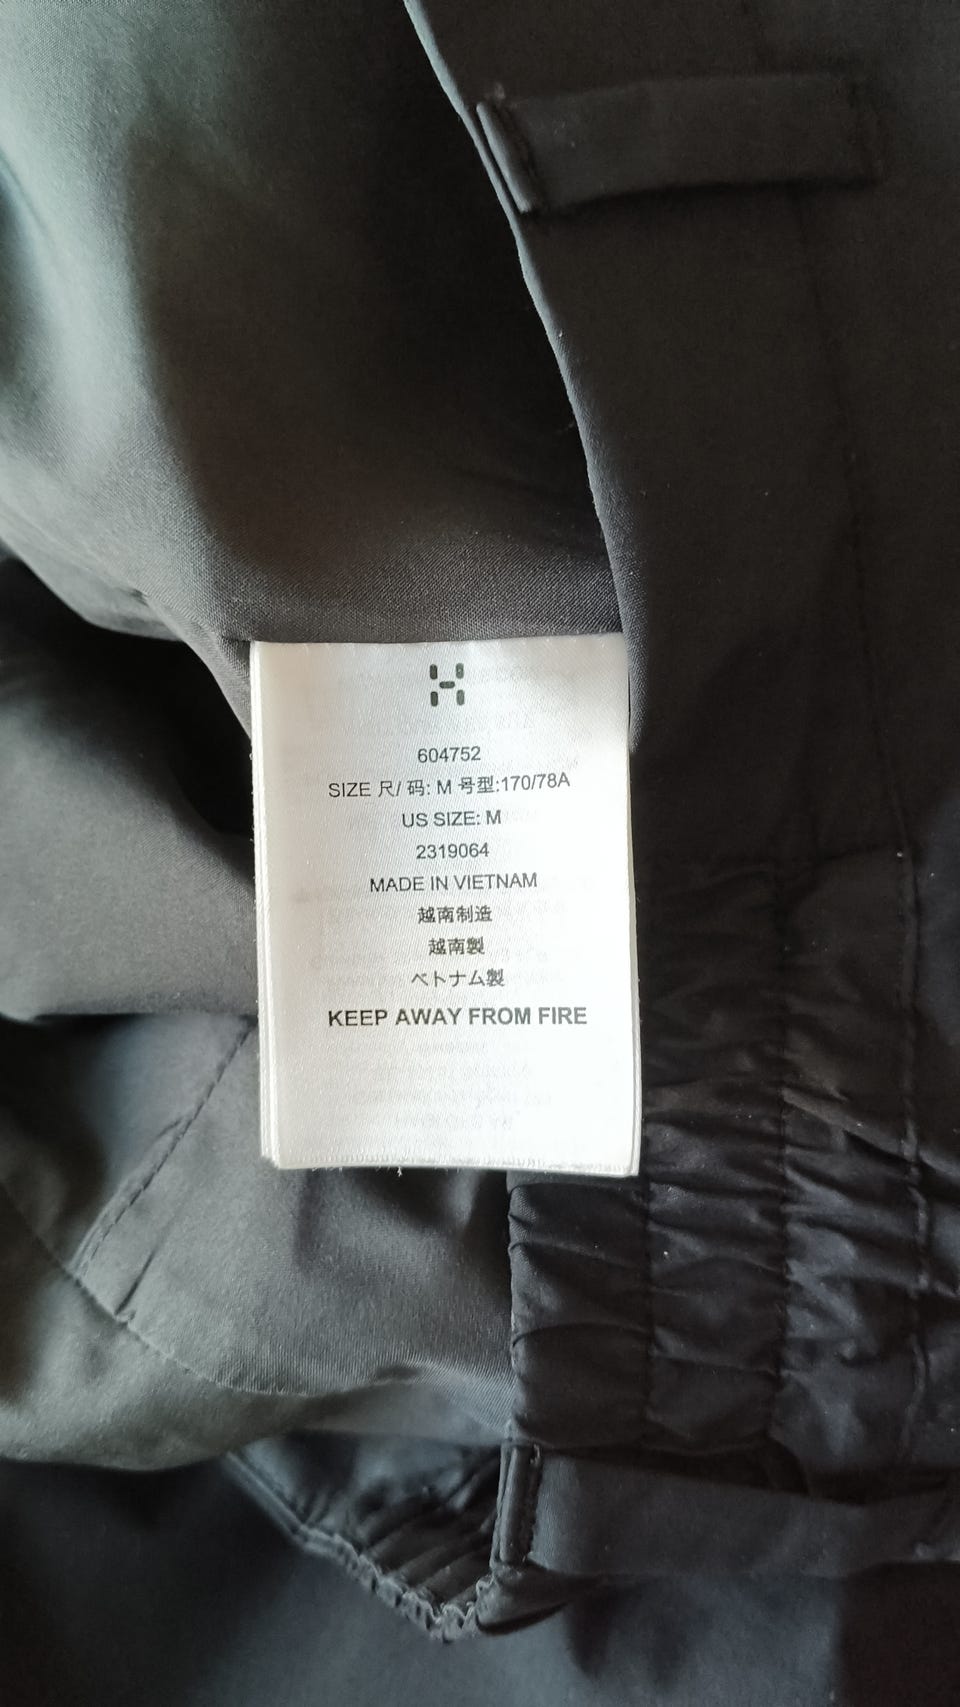 604752
SIZE 尺/ 码: M 号型:170/78A
US SIZE: M
2319064
MADE IN VIETNAM
越南制造
越南製
ベトナム製
KEEP AWAY FROM FIRE